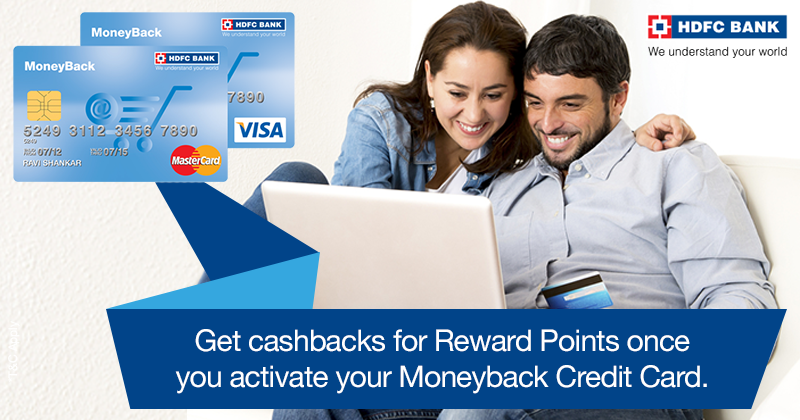 MoneyBack
HDFC BANK
We understand your world
7890
VISA
MoneyBack
HDFC BANK
We understand your world
5249 3112 3456 7890
5249
07/12 07/15
RAVI SHANKAR
MasterCard
HDFC BANK
We understand your world
Get cashbacks for Reward Points once
you activate your Moneyback Credit Card.